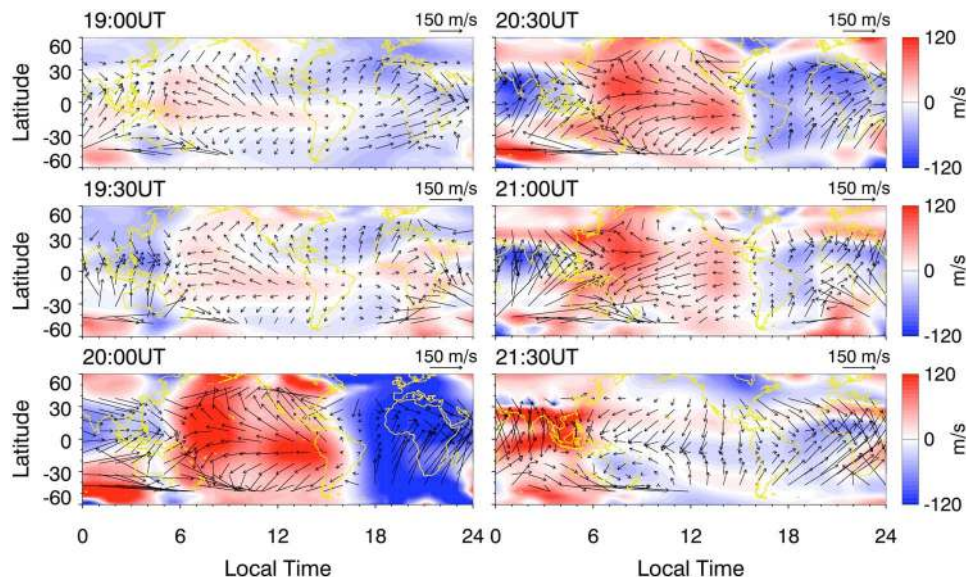 19:00UT 150 m/s
60
30
0
-30
-60
Latitude
19:30UT 150 m/s
60
30
0
-30
-60
Latitude
20:00UT 150 m/s
60
30
0
-30
-60
Latitude
0 6 12 18 24
Local Time
20:30UT 150 m/s
120
0
-120
m/s
21:00UT 150 m/s
120
0
-120
m/s
21:30UT 150 m/s
120
0
-120
m/s
0 6 12 18 24
Local Time